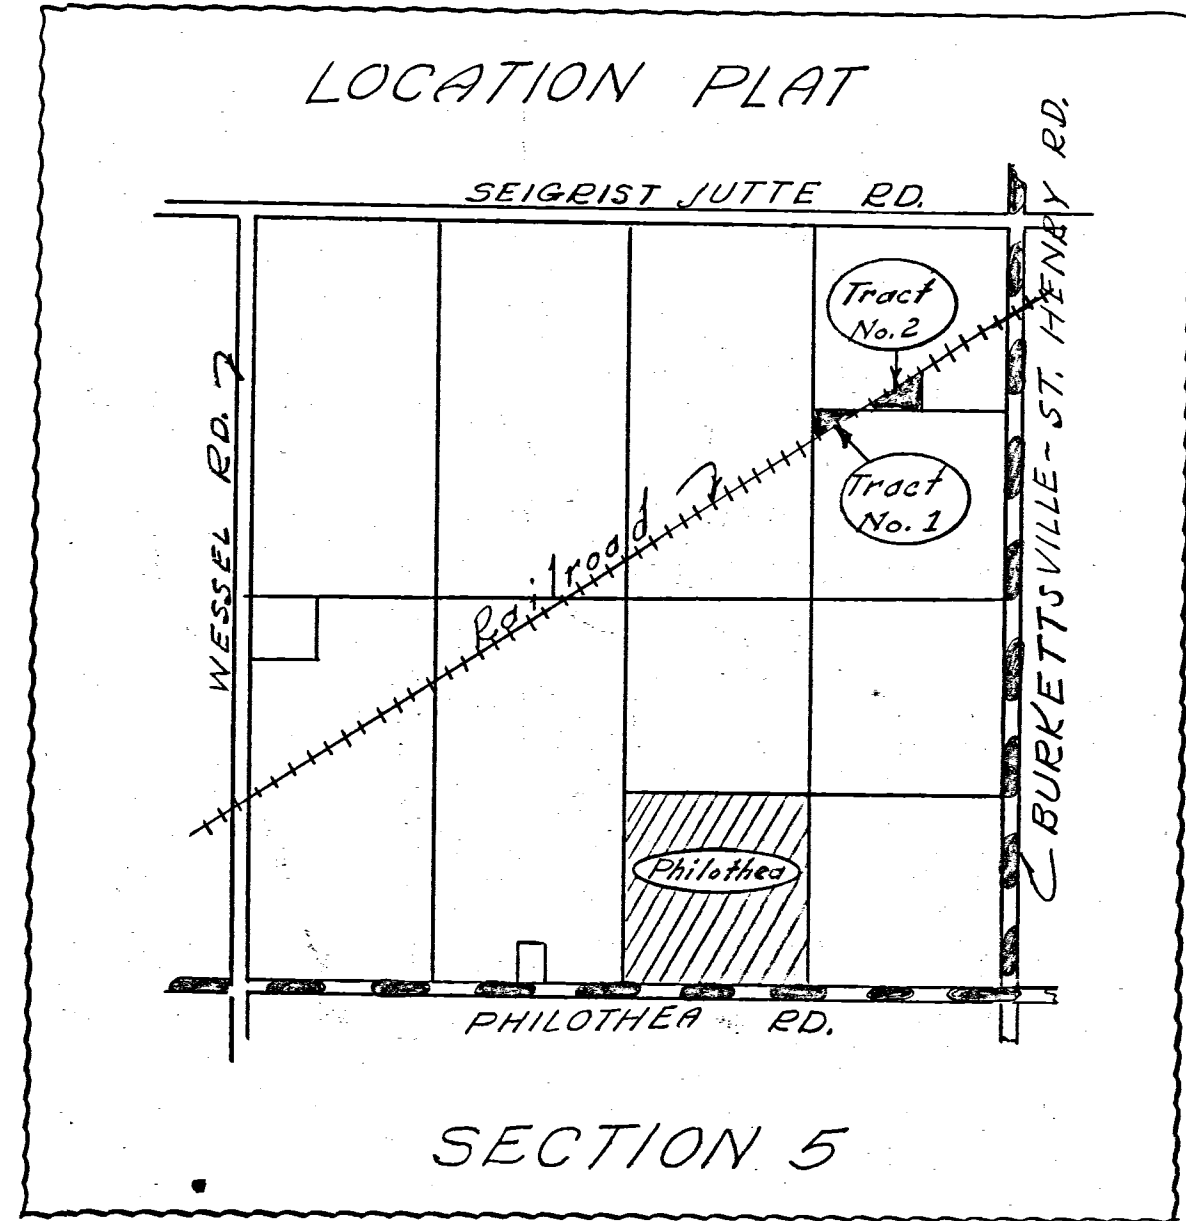 LOCATION PLAT
SEIGRIST JUTTE RD.
BURKETTSVILLE - ST. HENRY RD.
Tract
No. 2
WESSEL RD.
Tract
No. 1
Railroad
Philothea
PHILOTHEA RD.
SECTION 5